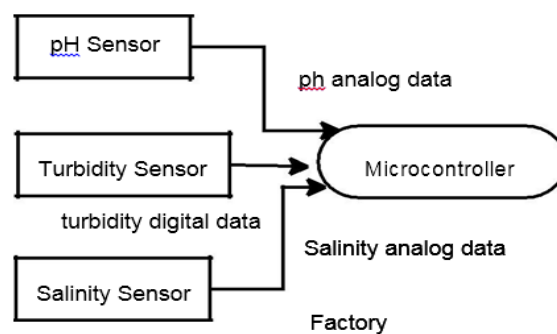 pH Sensor
ph analog data
Turbidity Sensor
Microcontroller
turbidity digital data
Salinity analog data
Salinity Sensor
Factory